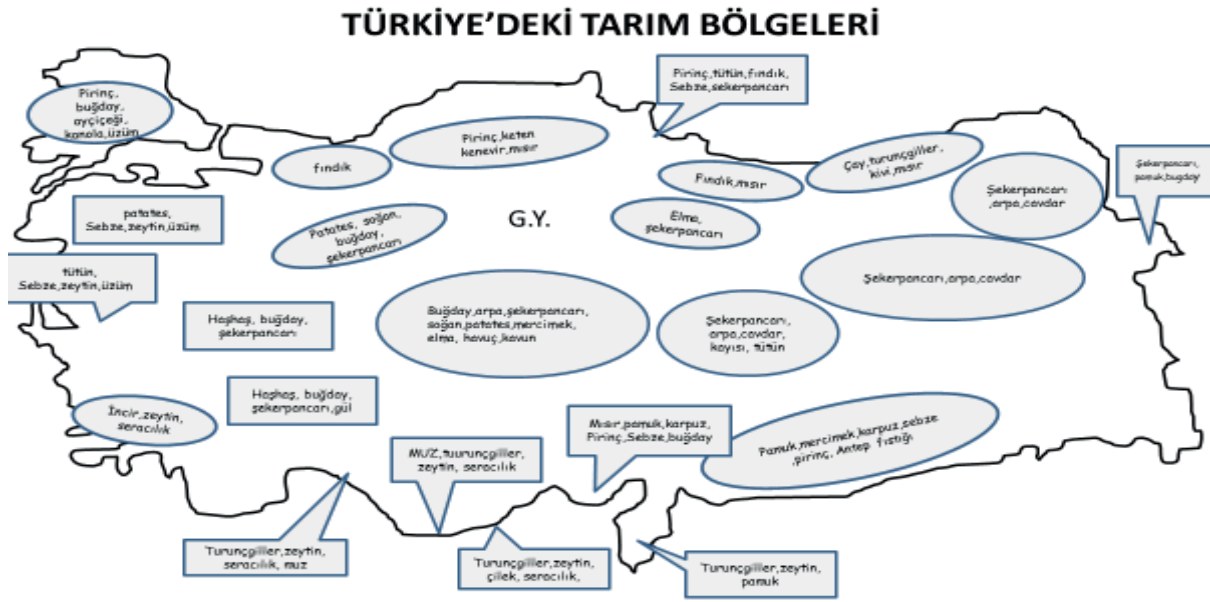 TÜRKİYE'DEKİ TARIM BÖLGELERİ
Pirinç,
buğday,
ayçiçeği,
kanola,üzüm
Pirinç,tütün,fındık,
Sebze,sekerpancarı
Pirinç,keten
kenevir,mısır
fındık
Çay,turunçgiller,
kivi,mısır
Fındık,mısır
Şekerpancarı
,arpa,cavdar
Şekerpancarı,
pamuk,bugday
patates,
Sebze,zeytin,üzüm
Patates, soğan,
buğday,
şekerpancarı
G.Y.
Elma,
şekerpancarı
tütün,
Sebze,zeytin,üzüm
Şekerpancarı,arpa,cavdar
Haşhaş, buğday,
şekerpancarı
Buğday,arpa,şekerpancarı,
soğan,patates,mercimek,
elma, havuç,kavun
Şekerpancarı,
arpa,cavdar,
kayısı, tütün
Haşhaş, buğday,
şekerpancarı,gül
İncir,zeytin,
seracılık
Mısır,pamuk,karpuz,
Pirinç,Sebze,buğday
Pamuk,mercimek,karpuz,sebze
,pirinç, Antep fıstığı
MUZ,tuurunçgiller,
zeytin, seracılık
Turunçgiller,zeytin,
seracılık, muz
Turunçgiller,zeytin,
çilek, seracılık,
Turunçgiller,zeytin,
pamuk